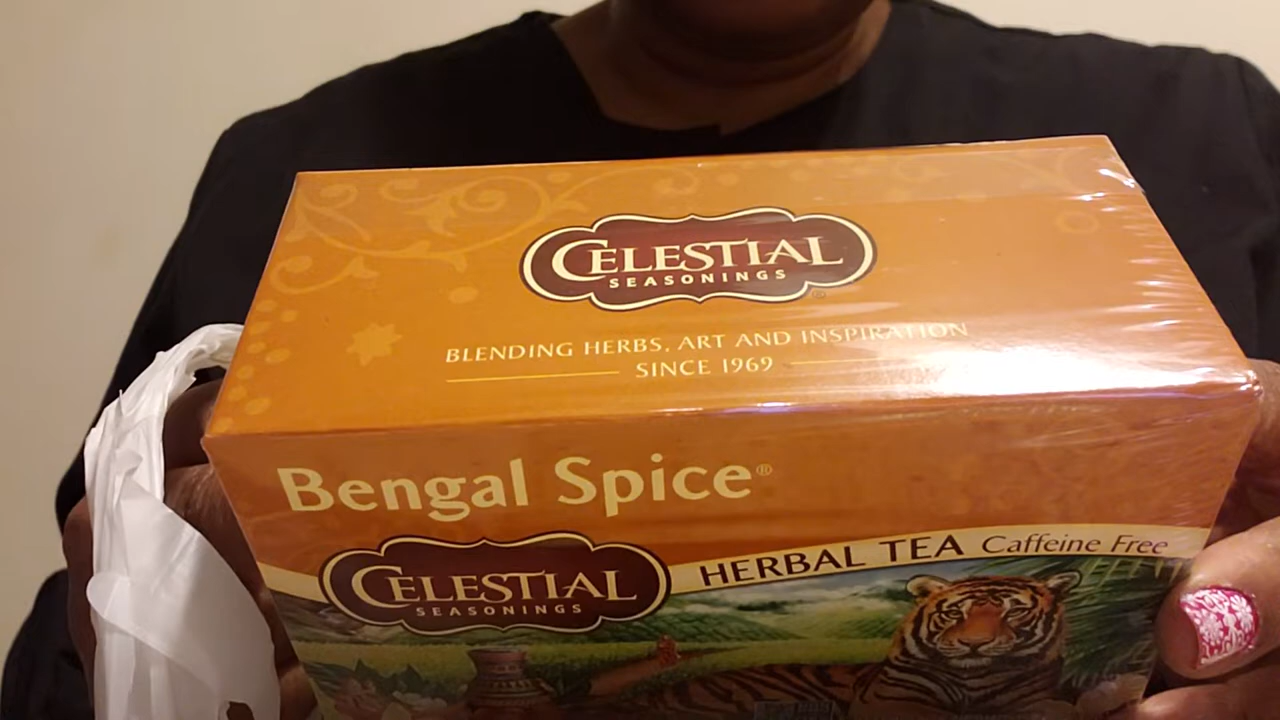 CELESTIAL
SEASONINGS®
BLENDING HERBS, ART AND INSPIRATION
SINCE 1969
Bengal Spice®
CELESTIAL
SEASONINGS
HERBAL TEA Caffeine Free